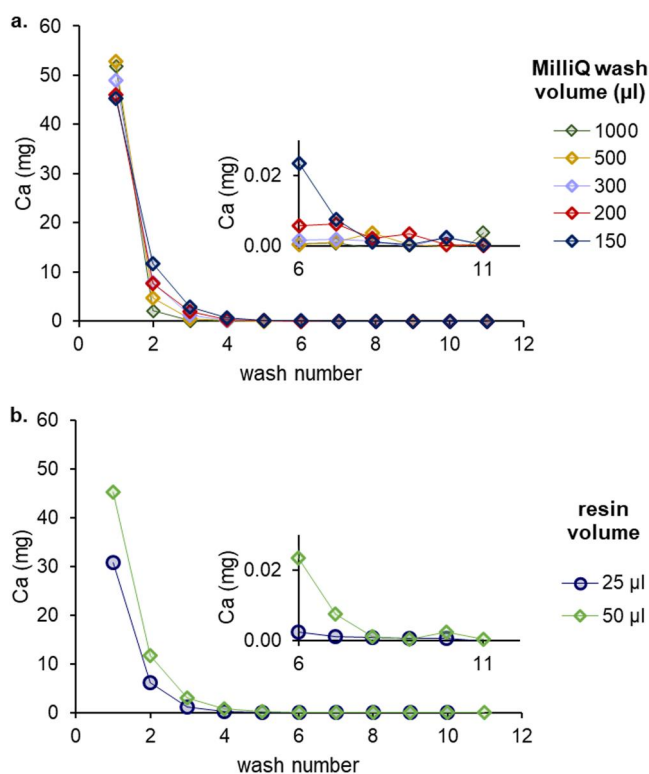 a.
60
50
40
30
20
10
0
Ca (mg)
0 2 4 6 8 10 12
wash number
0.02
0.00
Ca (mg)
6 11
MilliQ wash
volume (µl)
1000
500
300
200
150
b.
60
50
40
30
20
10
0
Ca (mg)
0 2 4 6 8 10 12
wash number
0.02
0.00
Ca (mg)
6 11
resin
volume
25 µl
50 µl